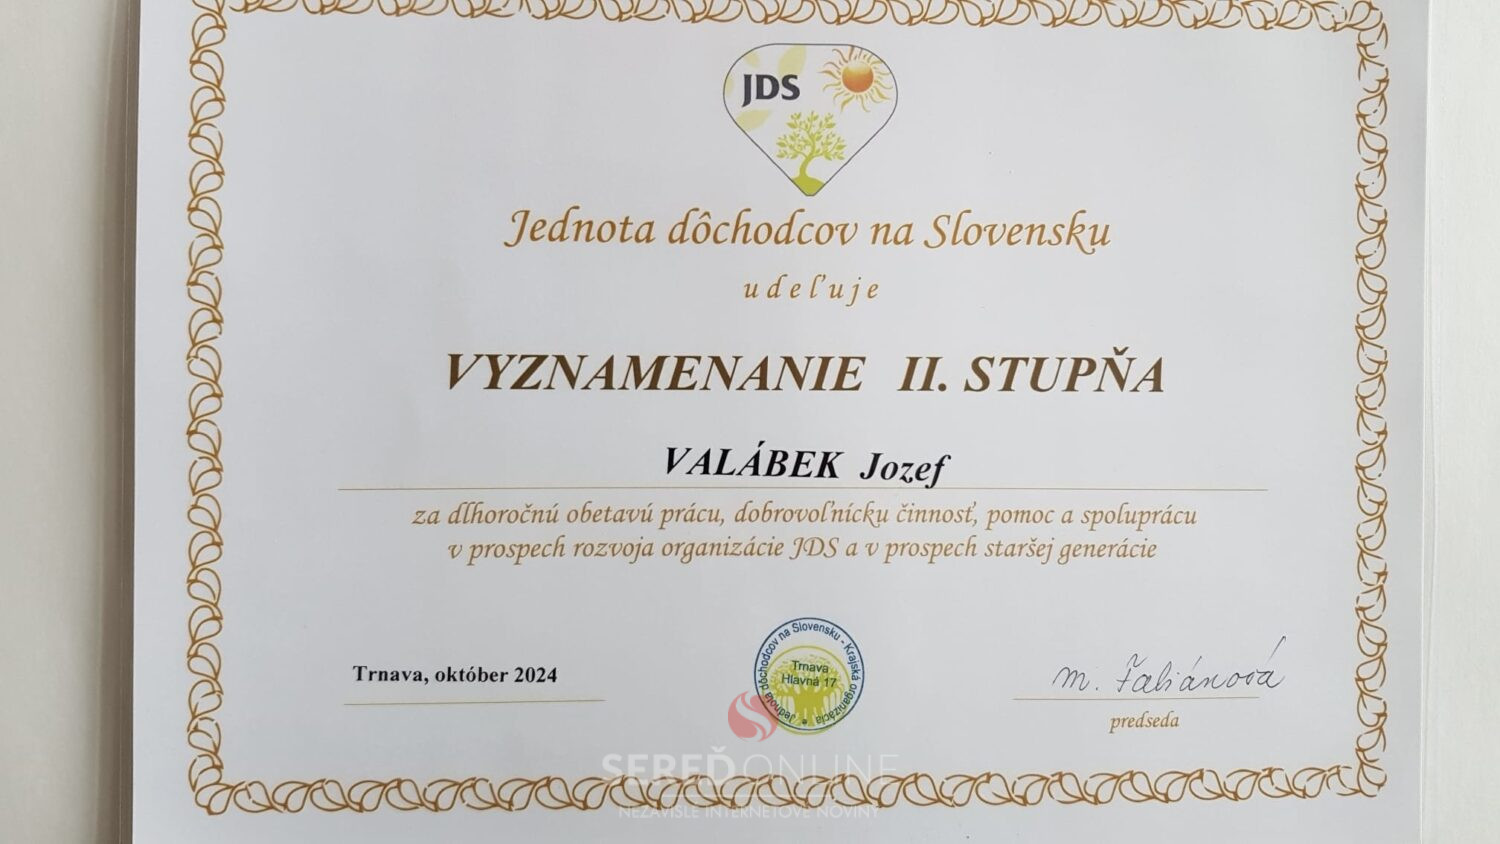 JDS
Jednota dôchodcov na Slovensku
udeľuje
VYZNAMENANIE II. STUPŇA
VALÁBEK Jozef
za dlhoročnú obetavú prácu, dobrovoľnícku činnosť, pomoc a spoluprácu
v prospech rozvoja organizácie JDS a v prospech staršej generácie
Trnava, október 2024
Jednota dôchodcov na Slovensku - Krajská organizácia
Trnava
Hlavná 17
M. Faliánová
predseda
SEREĎONLINE
NEZÁVISLÉ INTERNETOVÉ NOVINY